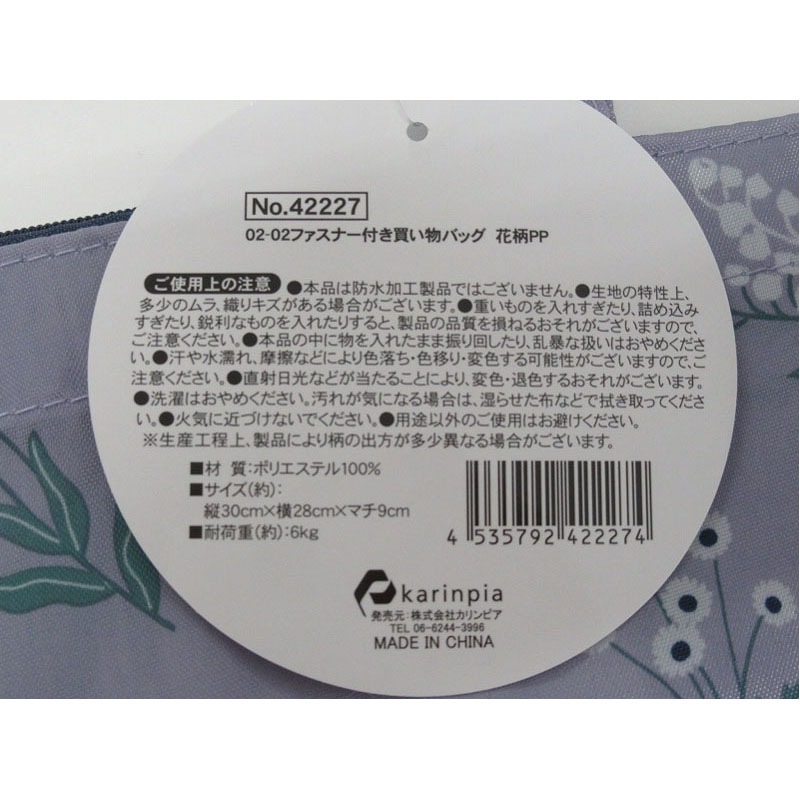 No.42227
02-02ファスナー付き買い物バッグ 花柄PP
ご使用上の注意 ●本品は防水加工製品ではございません。●生地の特性上、
多少のムラ、織りキズがある場合がございます。●重いものを入れすぎたり、詰め込み
すぎたり、鋭利なものを入れたりすると、製品の品質を損ねるおそれがございますので、
ご注意ください。●本品の中に物を入れたまま振り回したり、乱暴な扱いはおやめくださ
い。●汗や水濡れ、摩擦などにより色落ち・色移り・変色する可能性がございますので、ご
注意ください。●直射日光などが当たることにより、変色・退色するおそれがございます。
●洗濯はおやめください。汚れが気になる場合は、湿らせた布などで拭き取ってくださ
い。●火気に近づけないでください。●用途以外のご使用はお避けください。
※生産工程上、製品により柄の出方が多少異なる場合がございます。
■材 質:ポリエステル100%
■サイズ(約):
縦30cm×横28cm×マチ9cm
■耐荷重(約):6kg
4 535792 422274
karinpia
発売元:株式会社カリンピア
TEL 06-6244-3996
MADE IN CHINA